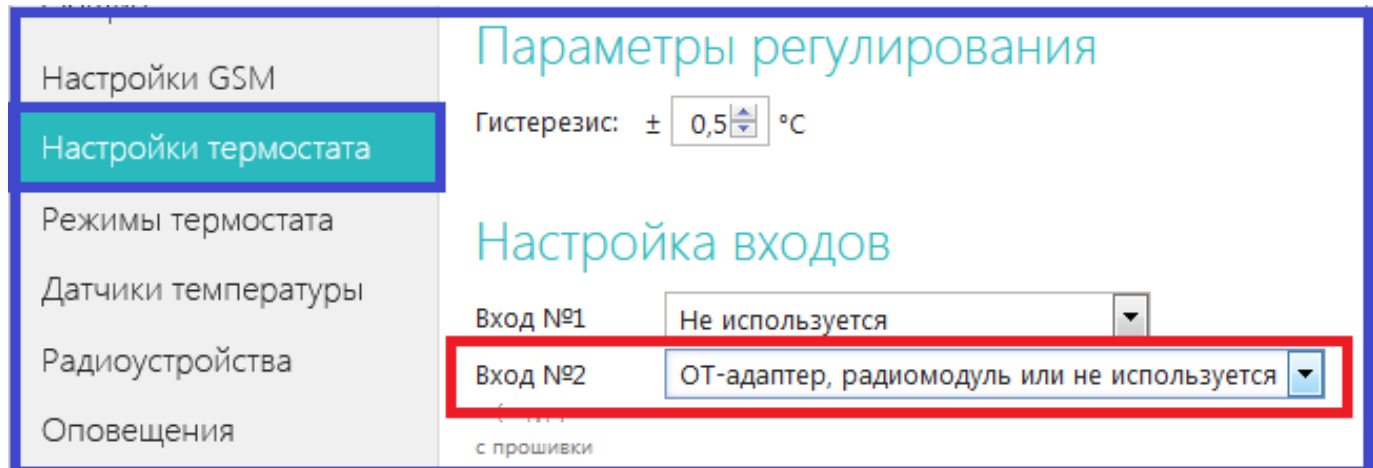 Настройки GSM
Настройки термостата
Режимы термостата
Датчики температуры
Радиоустройства
Оповещения
Параметры регулирования
Гистерезис: ± 0,5 °C
Настройка входов
Вход №1 Не используется
Вход №2 ОТ-адаптер, радиомодуль или не используется
с прошивки